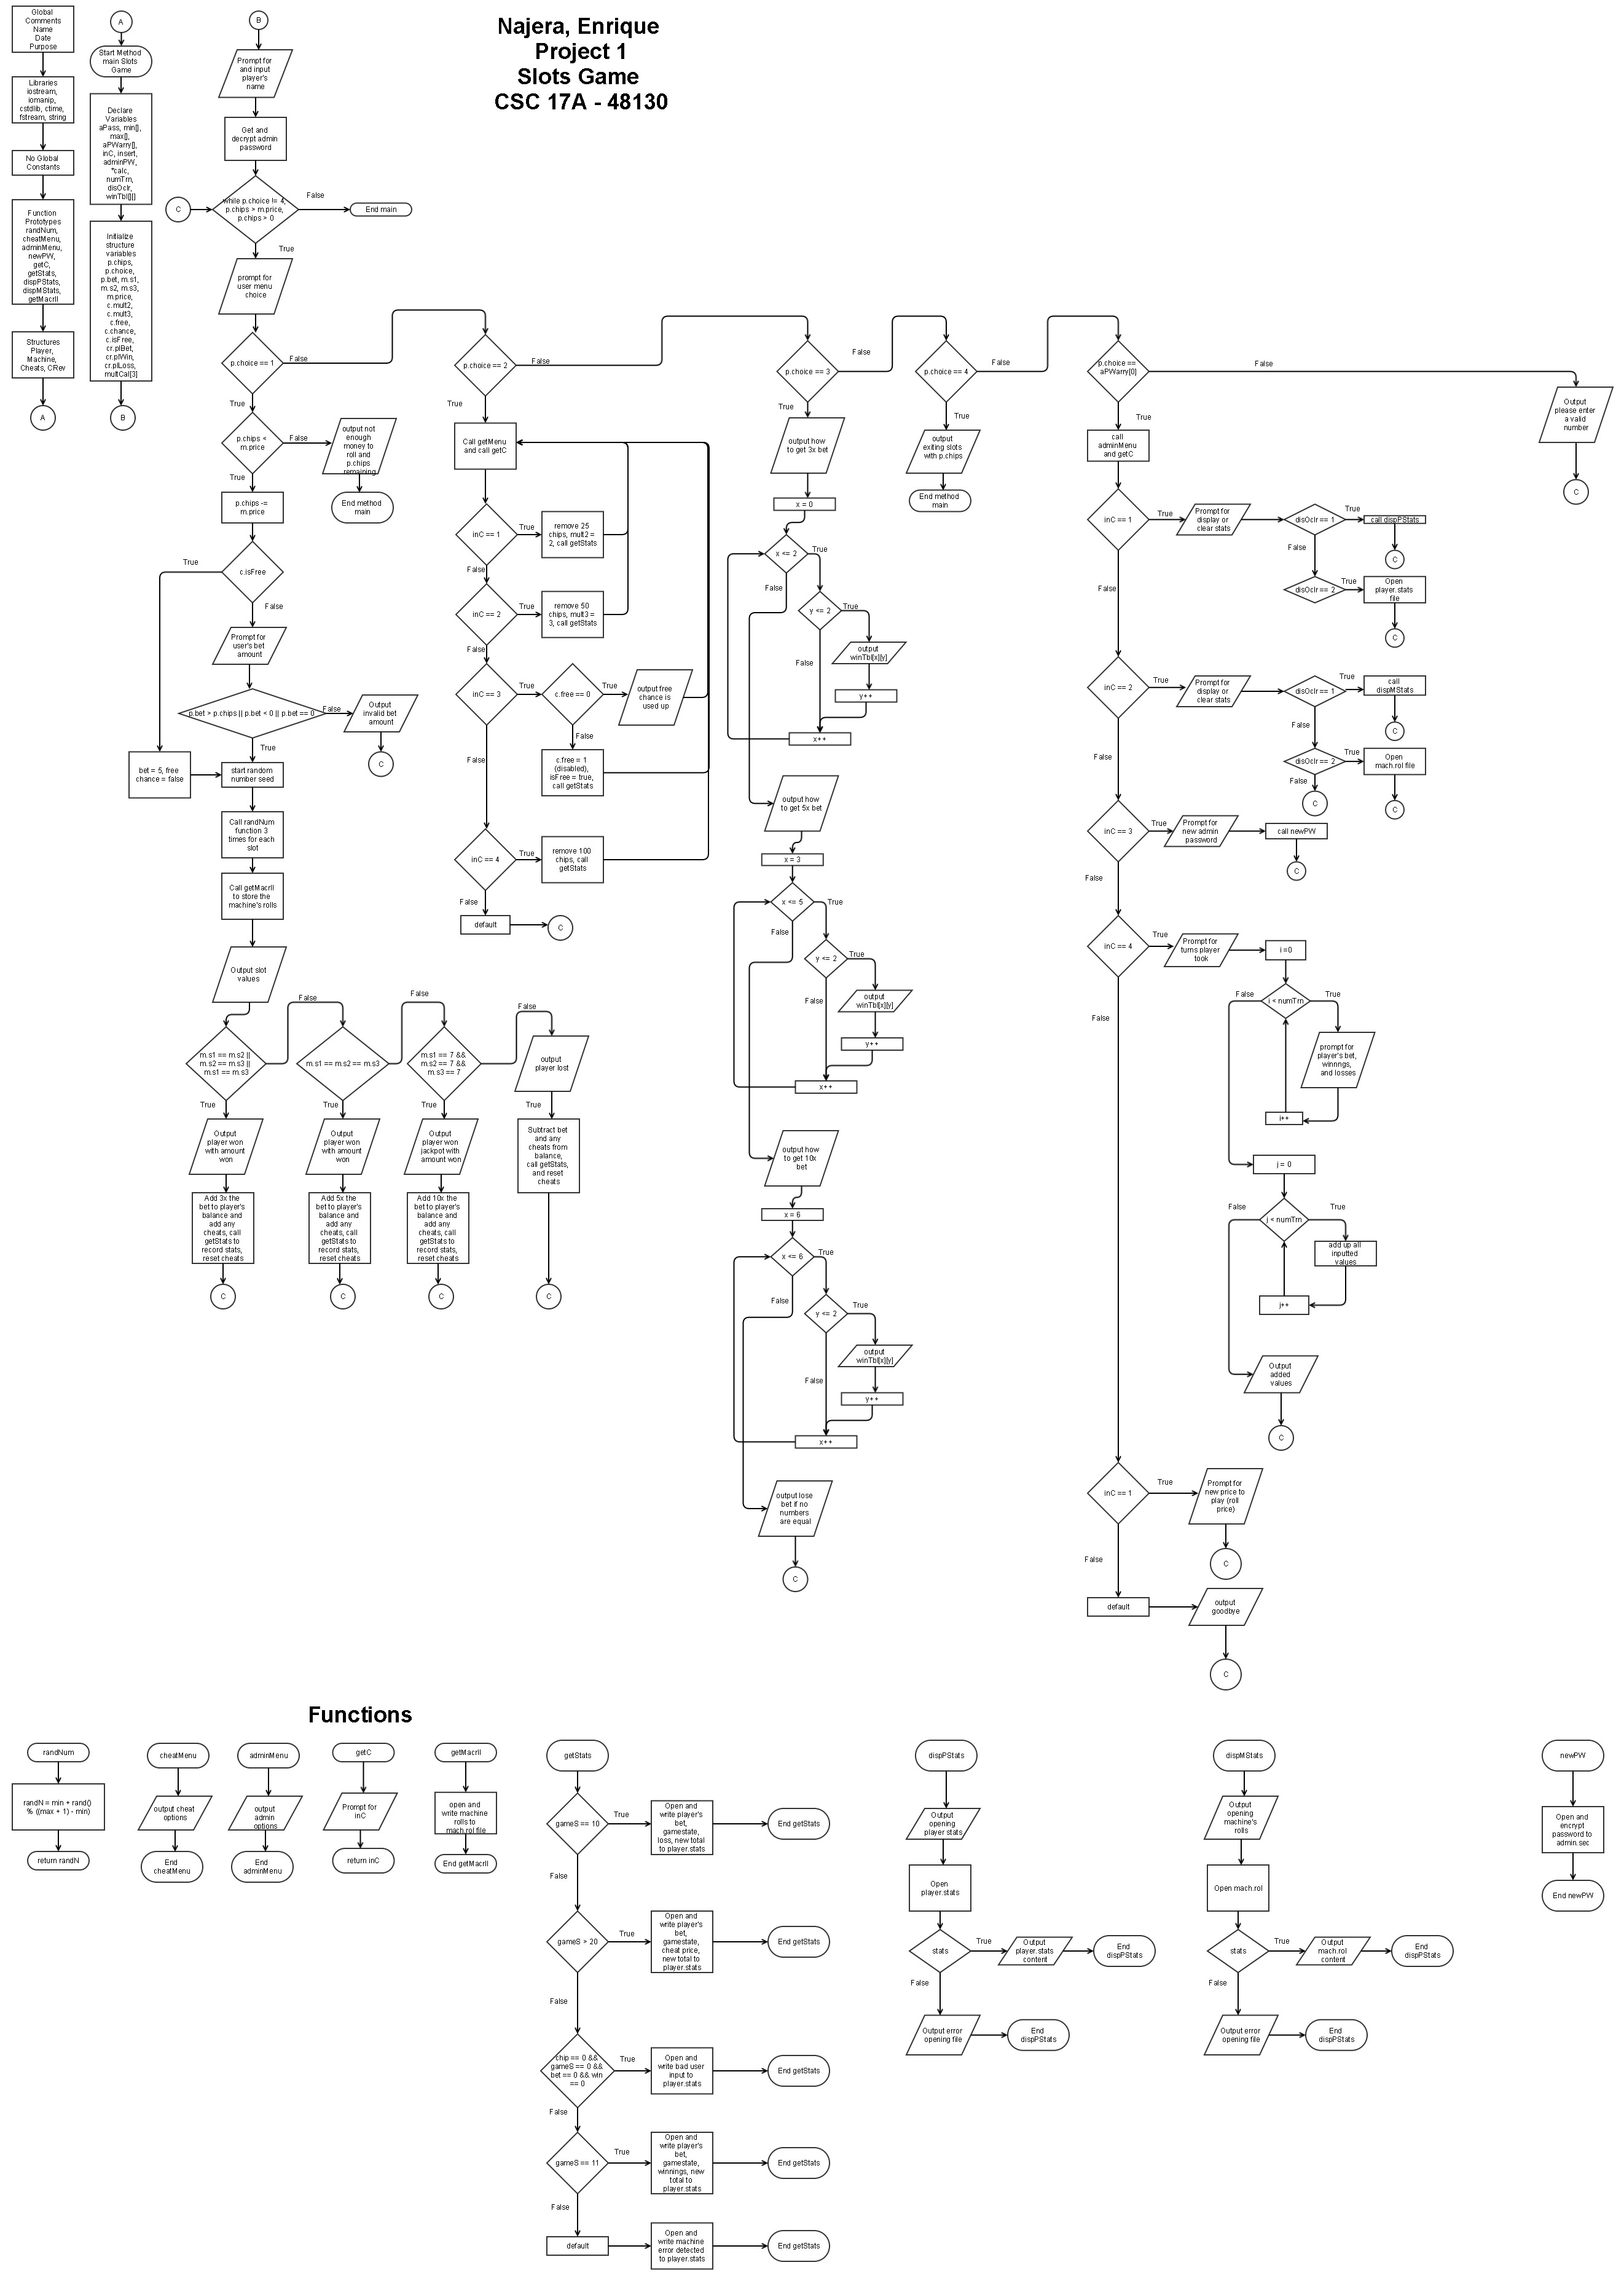 Najera, Enrique
Project 1
Slots Game
CSC 17A - 48130
Global
Comments
Name
Date
Purpose
Libraries
iostream,
iomanip,
cstdlib, ctime,
fstream, string
No Global
Constants
Function
Prototypes
randNum,
cheatMenu,
adminMenu,
newPW,
getC,
getStats,
dispPStats,
dispMStats,
getMacrll
Structures
Player,
Machine,
Cheats, CRev
A
A
Start Method
main Slots
Game
Declare
Variables
aPass, min[],
max[],
aPWarry[],
inC, insert,
adminPW,
*calc,
numTrn,
disOclr,
winTbl[][]
Initialize
structure
variables
p.chips,
p.choice,
p.bet, m.s1,
m.s2, m.s3,
m.price,
c.mult2,
c.mult3,
c.free,
c.chance,
c.isFree,
cr.plBet,
cr.plWin,
cr.plLoss,
multCal[3]
B
B
Prompt for
and input
player's
name
Get and
decrypt admin
password
C
while p.choice != 4,
p.chips > m.price,
p.chips > 0
False
End main
True
prompt for
user menu
choice
p.choice == 1
False
True
p.chips <
m.price
False
output not
enough
money to
roll and
p.chips
remaining
End method
main
True
p.chips -=
m.price
c.isFree
True
False
Prompt for
user's bet
amount
p.bet > p.chips || p.bet < 0 || p.bet == 0
False
Output
invalid bet
amount
C
True
bet = 5, free
chance = false
start random
number seed
Call randNum
function 3
times for each
slot
Call getMacrll
to store the
machine's rolls
Output slot
values
m.s1 == m.s2 ||
m.s2 == m.s3 ||
m.s1 == m.s3
False
m.s1 == m.s2 == m.s3
False
m.s1 == 7 &&
m.s2 == 7 &&
m.s3 == 7
False
output
player lost
True
True
True
True
Output
player won
with amount
won
Output
player won
with amount
won
Output
player won
jackpot with
amount won
Subtract bet
and any
cheats from
balance,
call getStats,
and reset
cheats
Add 3x the
bet to player's
balance and
add any
cheats, call
getStats to
record stats,
reset cheats
Add 5x the
bet to player's
balance and
add any
cheats, call
getStats to
record stats,
reset cheats
Add 10x the
bet to player's
balance and
add any
cheats, call
getStats to
record stats,
reset cheats
C
C
C
C
p.choice == 2
False
True
Call getMenu
and call getC
inC == 1
True
remove 25
chips, mult2 =
2, call getStats
False
inC == 2
True
remove 50
chips, mult3 =
3, call getStats
False
inC == 3
True
c.free == 0
True
output free
chance is
used up
False
c.free = 1
(disabled),
isFree = true,
call getStats
False
inC == 4
True
remove 100
chips, call
getStats
False
default
C
p.choice == 3
False
True
output how
to get 3x bet
x = 0
x <= 2
True
False
y <= 2
True
output
winTbl[x][y]
False
y++
x++
output how
to get 5x bet
x = 3
x <= 5
True
False
y <= 2
True
output
winTbl[x][y]
False
y++
x++
output how
to get 10x
bet
x = 6
x <= 6
True
False
y <= 2
True
output
winTbl[x][y]
False
y++
x++
output lose
bet if no
numbers
are equal
C
p.choice == 4
False
True
output
exiting slots
with p.chips
End method
main
p.choice ==
aPWarry[0]
False
Output
please enter
a valid
number
C
True
call
adminMenu
and getC
inC == 1
True
Prompt for
display or
clear stats
disOclr == 1
True
call dispPStats
C
False
disOclr == 2
True
Open
player.stats
file
C
False
inC == 2
True
Prompt for
display or
clear stats
disOclr == 1
True
call
dispMStats
C
False
disOclr == 2
True
Open
mach.rol file
False
C
C
False
inC == 3
True
Prompt for
new admin
password
call newPW
C
False
inC == 4
True
Prompt for
turns player
took
i =0
i < numTrn
False
True
prompt for
player's bet,
winnngs,
and losses
i++
j = 0
j < numTrn
False
True
add up all
inputted
values
j++
Output
added
values
C
False
inC == 1
True
Prompt for
new price to
play (roll
price)
C
False
default
output
goodbye
C
Functions
randNum
randN = min + rand()
% ((max + 1) - min)
return randN
cheatMenu
output cheat
options
End
cheatMenu
adminMenu
output
admin
options
End
adminMenu
getC
Prompt for
inC
return inC
getMacrll
open and
write machine
rolls to
mach.rol file
End getMacrll
getStats
gameS == 10
True
Open and
write player's
bet,
gamestate,
loss, new total
to player.stats
End getStats
False
gameS > 20
True
Open and
write player's
bet,
gamestate,
cheat price,
new total to
player.stats
End getStats
False
chip == 0 &&
gameS == 0 &&
bet == 0 && win
== 0
True
Open and
write bad user
input to
player.stats
End getStats
False
gameS == 11
True
Open and
write player's
bet,
gamestate,
winnings, new
total to
player.stats
End getStats
False
default
Open and
write machine
error detected
to player.stats
End getStats
dispPStats
Output
opening
player stats
Open
player.stats
stats
True
Output
player.stats
content
End
dispPStats
False
Output error
opening file
End
dispPStats
dispMStats
Output
opening
machine's
rolls
Open mach.rol
stats
True
Output
mach.rol
content
End
dispPStats
False
Output error
opening file
End
dispPStats
newPW
Open and
encrypt
password to
admin.sec
End newPW